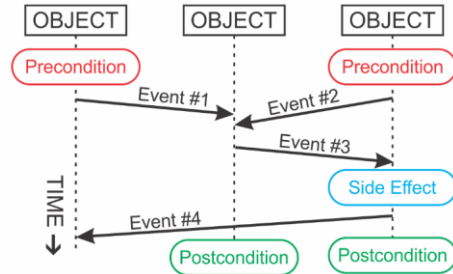 OBJECT OBJECT OBJECT
Precondition Precondition
Event #1 Event #2
Event #3
Side Effect
TIME →
Event #4
Postcondition Postcondition